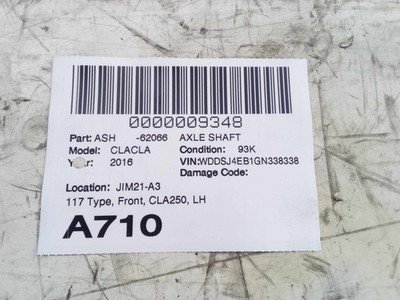 0000009348
Part: ASH -62066 AXLE SHAFT
Model: CLACLA Condition: 93K
Year: 2016 VIN:WDDSJ4EB1GN338338
Damage Code:
Location: JIM21-A3
117 Type, Front, CLA250, LH
A710